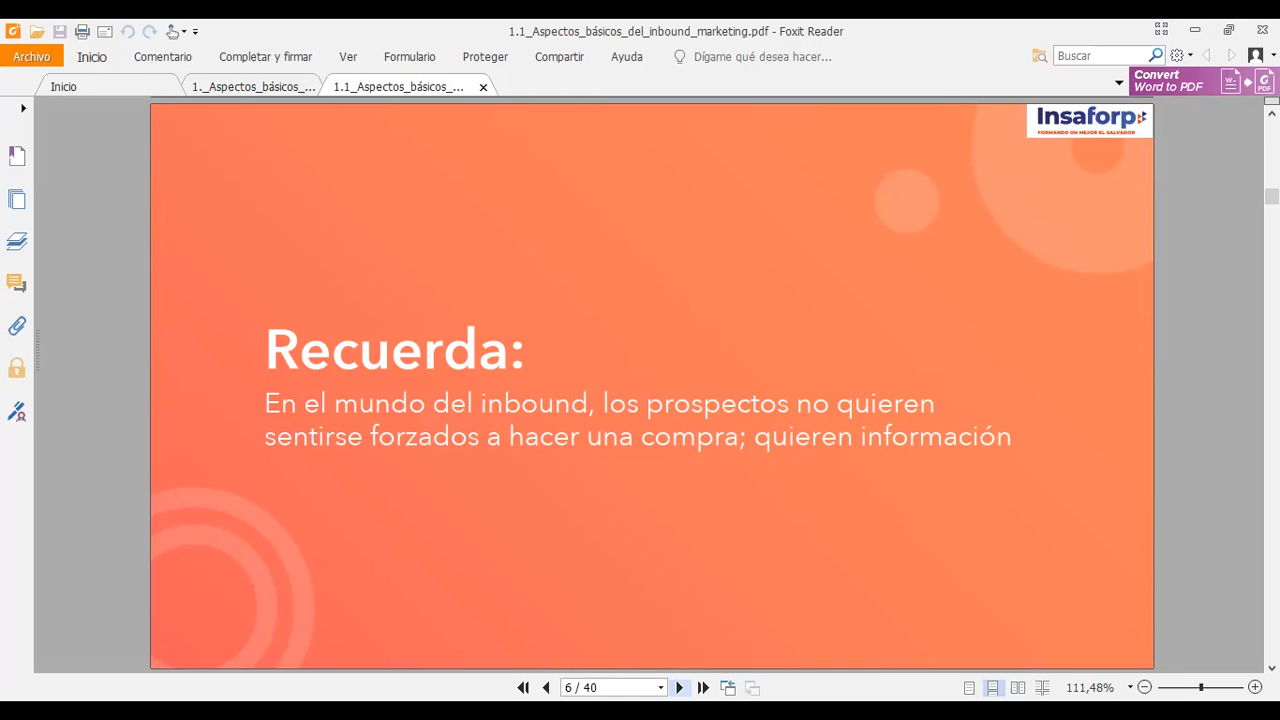 1.1_Aspectos_básicos_del_inbound_marketing.pdf - Foxit Reader
Archivo Inicio Comentario Completar y firmar Ver Formulario Proteger Compartir Ayuda Dígame qué desea hacer... Buscar
Inicio 1._Aspectos_básicos_... 1.1_Aspectos_básicos_...
Convert
Word to PDF
Insaforp
FORMANDO UN MEJOR EL SALVADOR
Recuerda:
En el mundo del inbound, los prospectos no quieren
sentirse forzados a hacer una compra; quieren información
6 / 40 111,48%